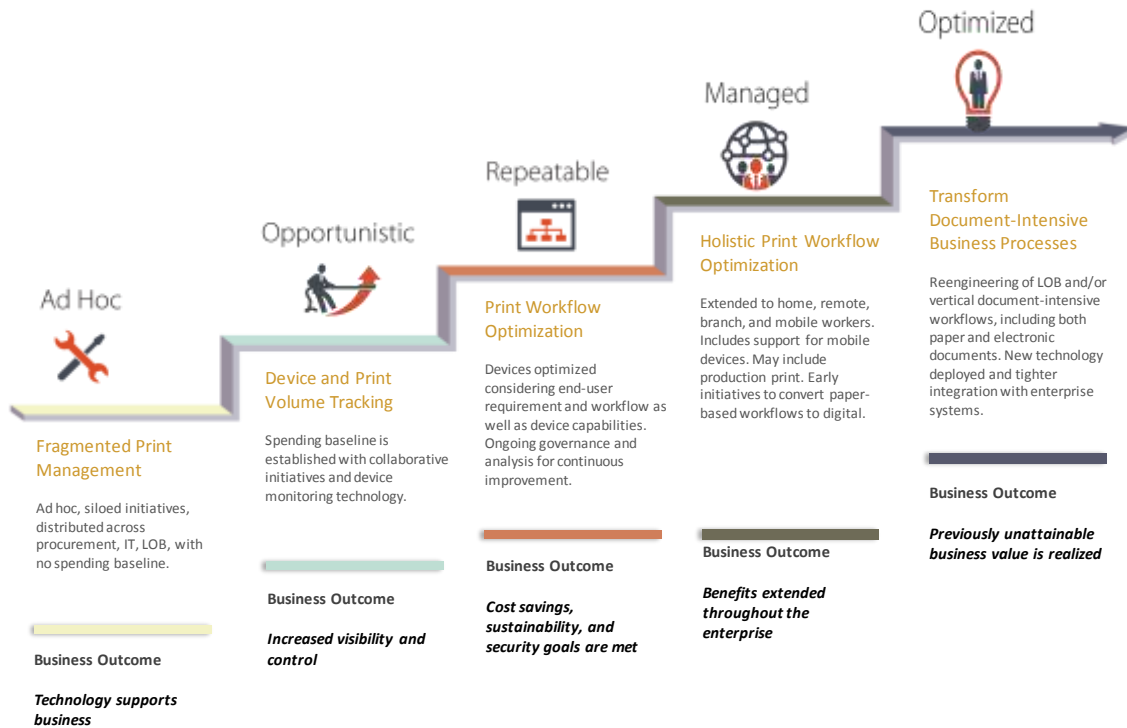 Ad Hoc
Fragmented Print
Management
Ad hoc, siloed initiatives,
distributed across
procurement, IT, LOB, with
no spending baseline.
Business Outcome
Technology supports
business
Opportunistic
Device and Print
Volume Tracking
Spending baseline is
established with collaborative
initiatives and device
monitoring technology.
Business Outcome
Increased visibility and
control
Repeatable
Print Workflow
Optimization
Devices optimized
considering end-user
requirement and workflow as
well as device capabilities.
Ongoing governance and
analysis for continuous
improvement.
Business Outcome
Cost savings,
sustainability, and
security goals are met
Managed
Holistic Print Workflow
Optimization
Extended to home, remote,
branch, and mobile workers.
Includes support for mobile
devices. May include
production print. Early
initiatives to convert paper-
based workflows to digital.
Business Outcome
Benefits extended
throughout the
enterprise
Optimized
Transform
Document-Intensive
Business Processes
Reengineering of LOB and/or
vertical document-intensive
workflows, including both
paper and electronic
documents. New technology
deployed and tighter
integration with enterprise
systems.
Business Outcome
Previously unattainable
business value is realized